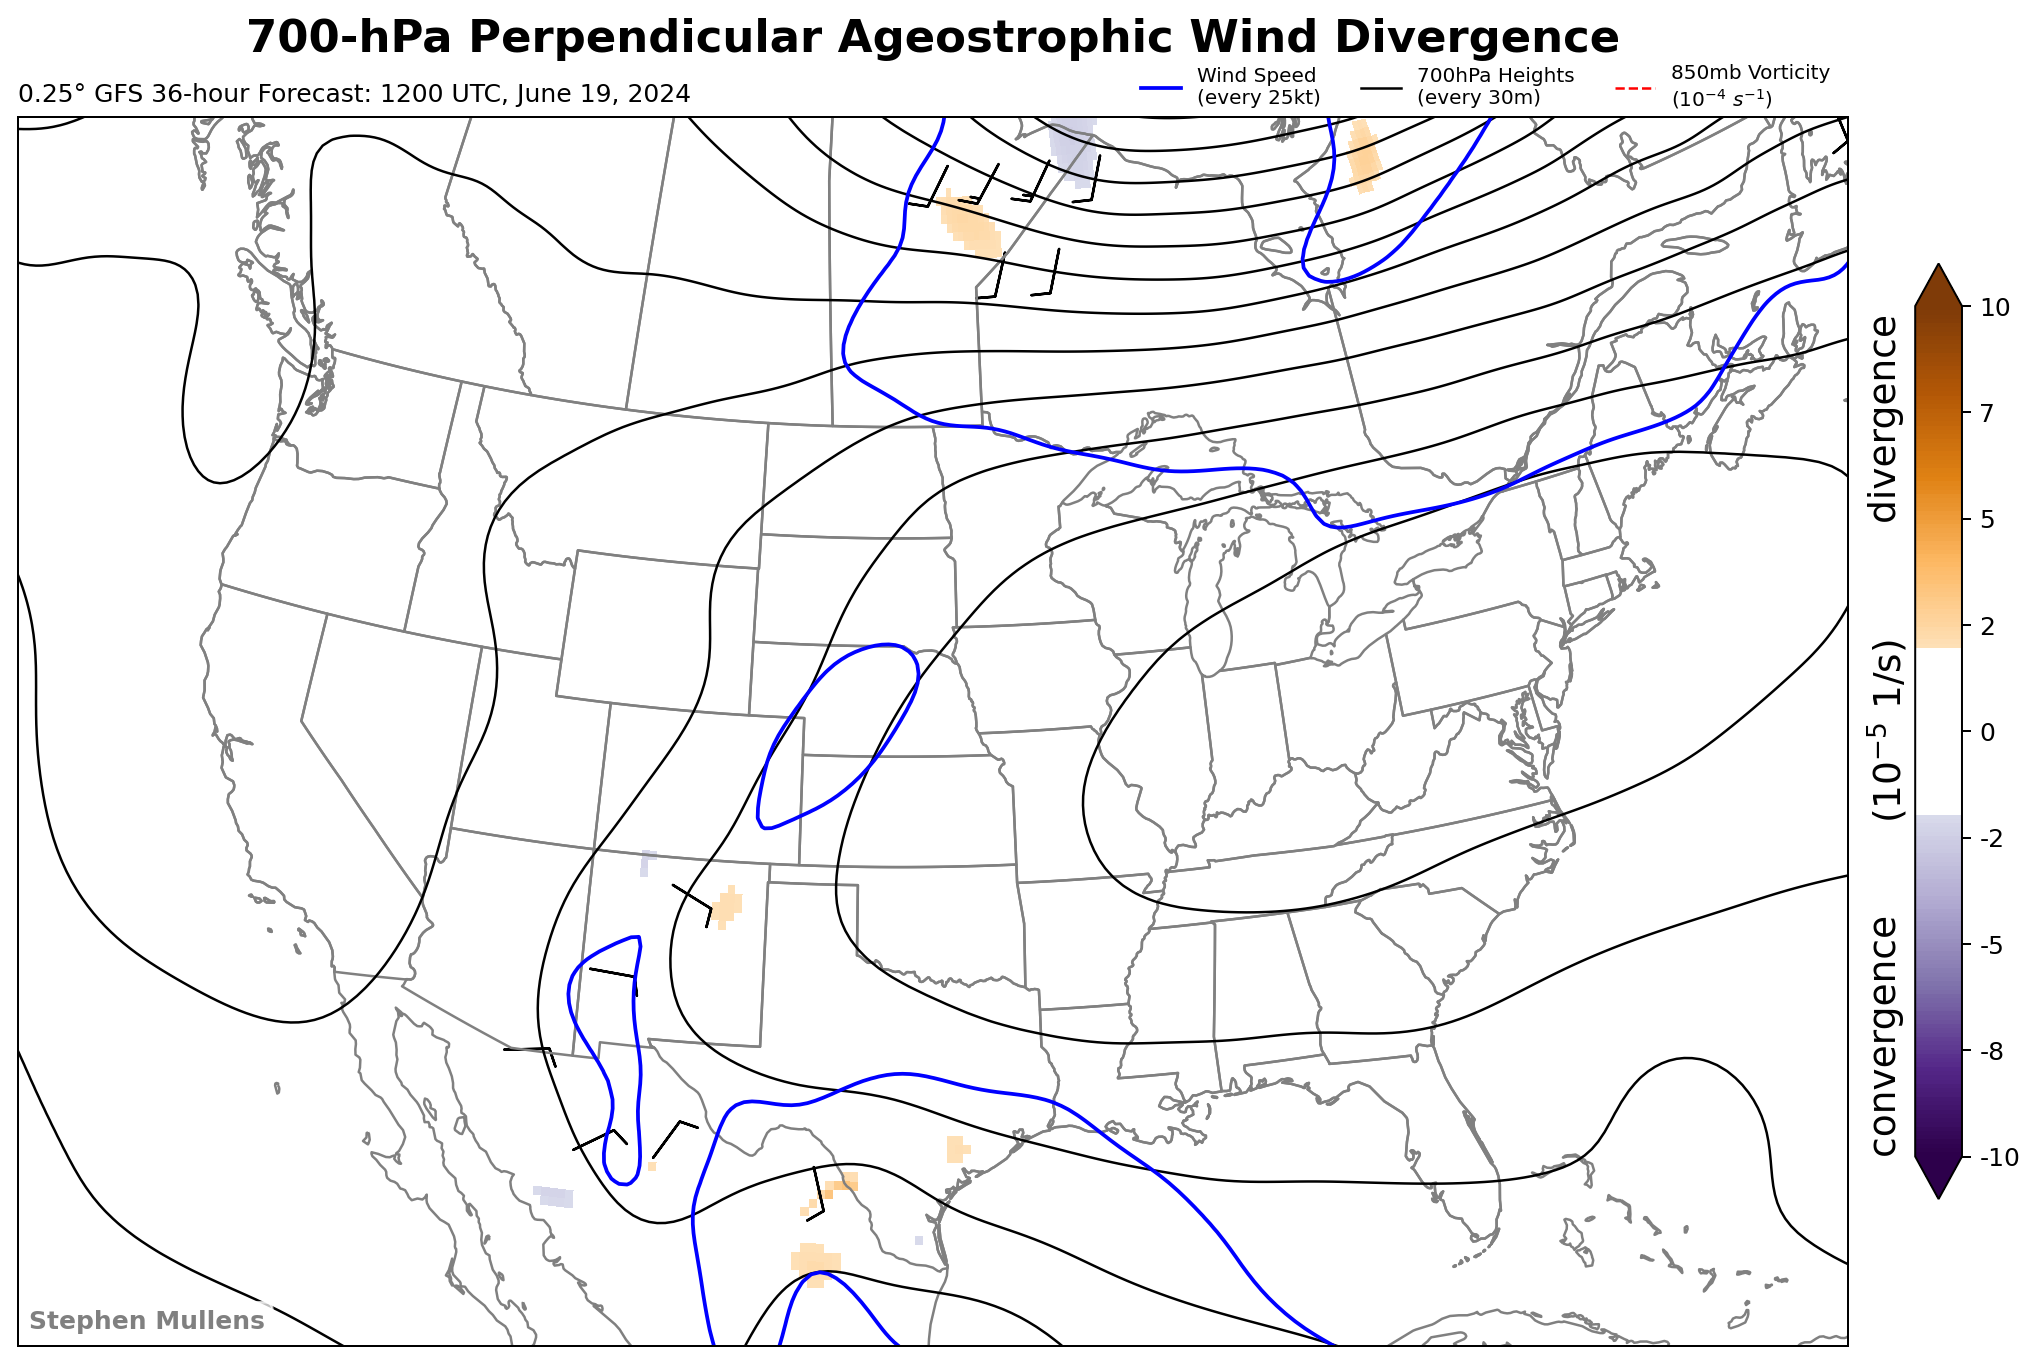 700-hPa Perpendicular Ageostrophic Wind Divergence
0.25° GFS 36-hour Forecast: 1200 UTC, June 19, 2024
Wind Speed
(every 25kt)
700hPa Heights
(every 30m)
850mb Vorticity
(10⁻⁴ s⁻¹)
10
7
5
2
0
-2
-5
-8
-10
convergence (10⁻⁵ 1/s) divergence
Stephen Mullens